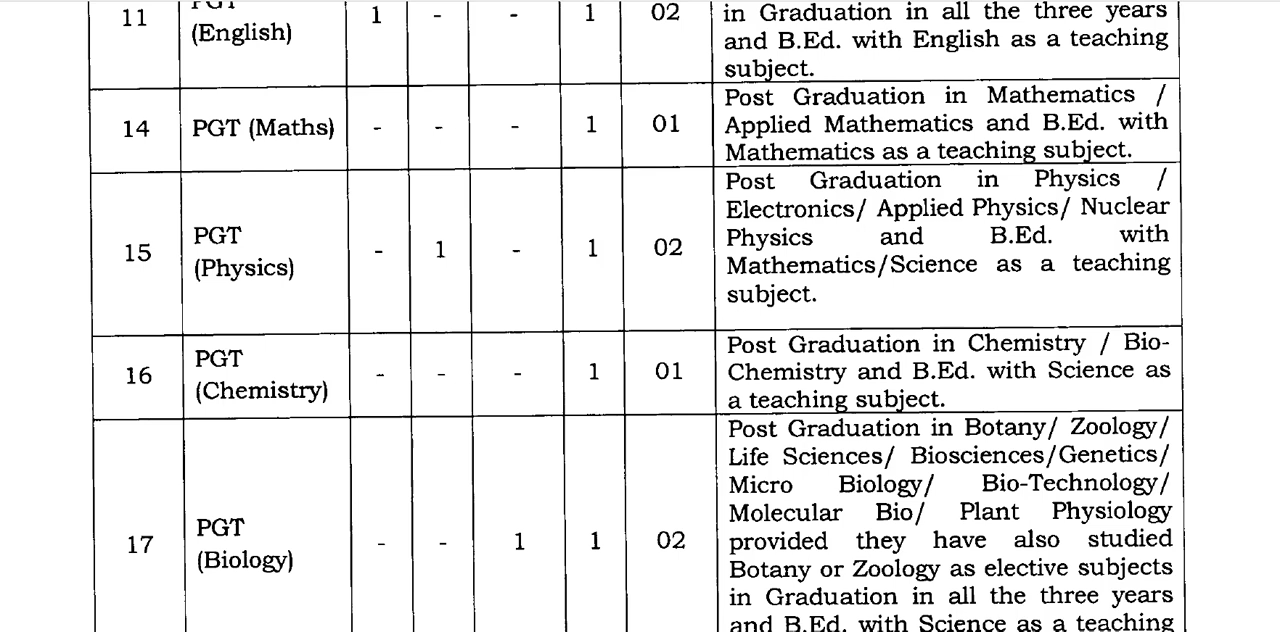 11 PGT (English) 1 - - 1 02 in Graduation in all the three years
and B.Ed. with English as a teaching
subject.
14 PGT (Maths) - - - 1 01 Post Graduation in Mathematics /
Applied Mathematics and B.Ed. with
Mathematics as a teaching subject.
15 PGT (Physics) - 1 - 1 02 Post Graduation in Physics /
Electronics/ Applied Physics/ Nuclear
Physics and B.Ed. with
Mathematics/Science as a teaching
subject.
16 PGT (Chemistry) - - - 1 01 Post Graduation in Chemistry / Bio-
Chemistry and B.Ed. with Science as
a teaching subject.
17 PGT (Biology) - - 1 1 02 Post Graduation in Botany/ Zoology/
Life Sciences/ Biosciences/Genetics/
Micro Biology/ Bio-Technology/
Molecular Bio/ Plant Physiology
provided they have also studied
Botany or Zoology as elective subjects
in Graduation in all the three years
and B.Ed. with Science as a teaching